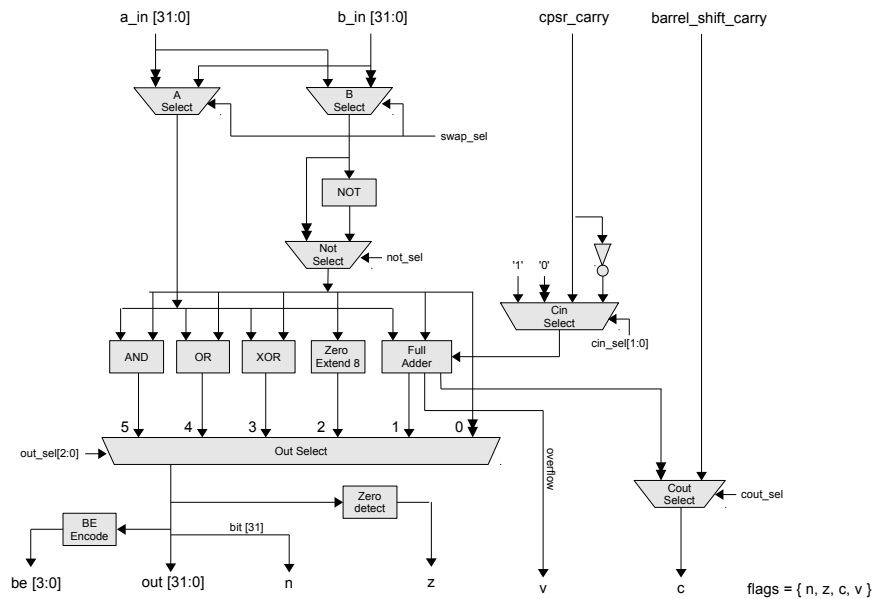 a_in [31:0]
b_in [31:0]
cpsr_carry
barrel_shift_carry
A
Select
B
Select
swap_sel
NOT
Not
Select
not_sel
'1'
'0'
Cin
Select
cin_sel[1:0]
AND
OR
XOR
Zero
Extend 8
Full
Adder
5
4
3
2
1
0
out_sel[2:0]
Out Select
overflow
Cout
Select
cout_sel
Zero
detect
BE
Encode
bit [31]
be [3:0]
out [31:0]
n
z
v
c
flags = { n, z, c, v }